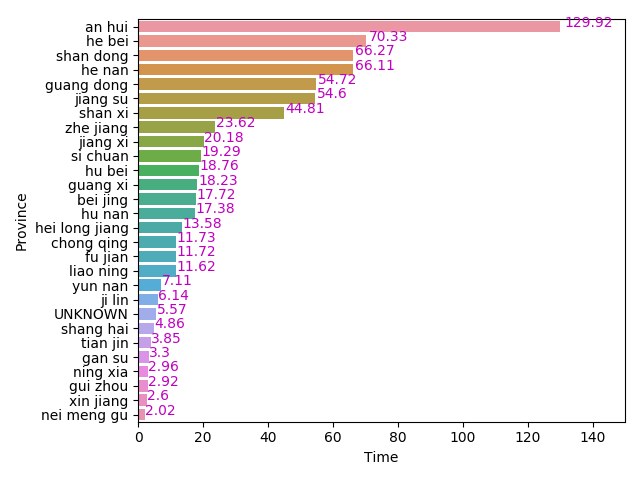 an hui 129.92
he bei 70.33
shan dong 66.27
he nan 66.11
guang dong 54.72
jiang su 54.6
shan xi 44.81
zhe jiang 23.62
jiang xi 20.18
si chuan 19.29
hu bei 18.76
guang xi 18.23
bei jing 17.72
hu nan 17.38
hei long jiang 13.58
chong qing 11.73
fu jian 11.72
liao ning 11.62
yun nan 7.11
ji lin 6.14
UNKNOWN 5.57
shang hai 4.86
tian jin 3.85
gan su 3.3
ning xia 2.96
gui zhou 2.92
xin jiang 2.6
nei meng gu 2.02
Province
0 20 40 60 80 100 120 140
Time